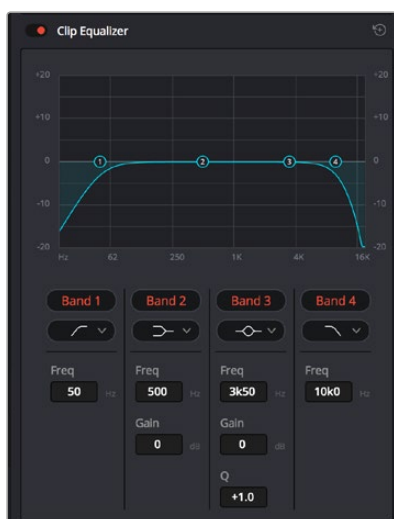 Clip Equalizer
+20 +20
+10 +10
0 1 2 3 4 0
-10 -10
-20 -20
Hz 62 250 1K 4K 16K
Band 1 Band 2 Band 3 Band 4
Freq Freq Freq Freq
50 Hz 500 Hz 3k50 Hz 10k0 Hz
Gain Gain
0 dB 0 dB
Q
+1.0